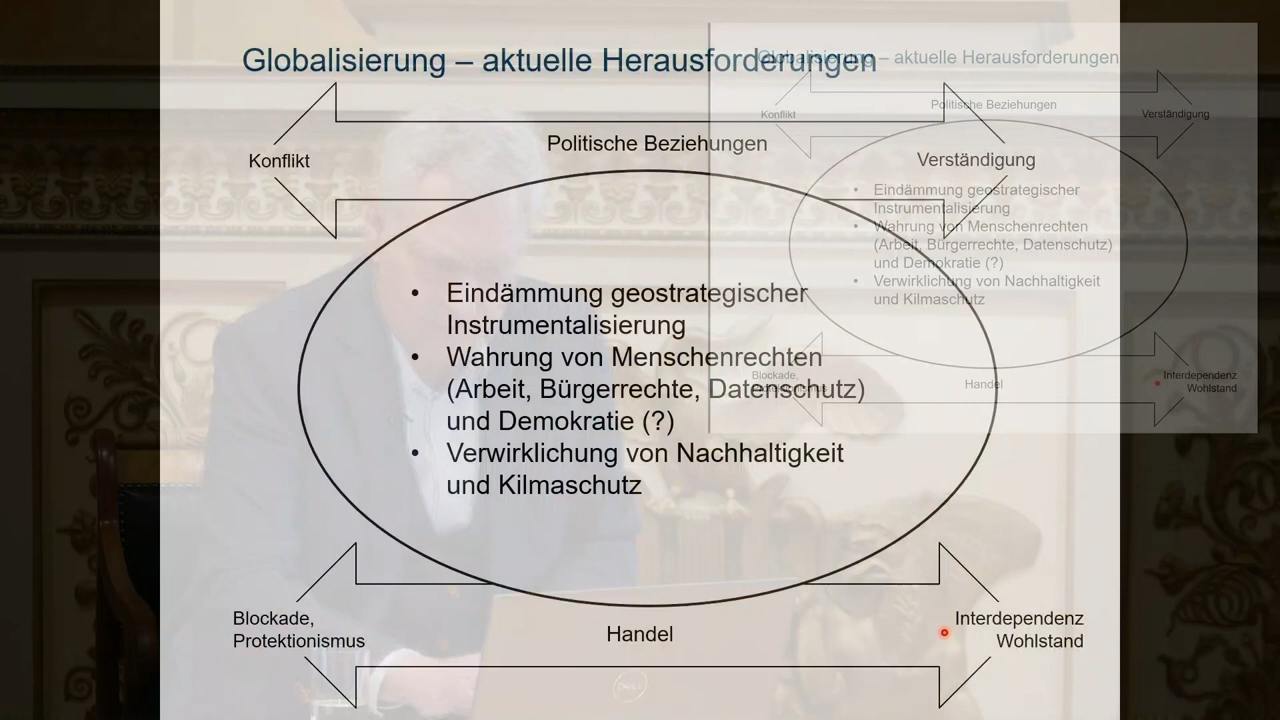 Globalisierung – aktuelle Herausforderungen
Politische Beziehungen
Konflikt
Verständigung
• Eindämmung geostrategischer
Instrumentalisierung
• Wahrung von Menschenrechten
(Arbeit, Bürgerrechte, Datenschutz)
und Demokratie (?)
• Verwirklichung von Nachhaltigkeit
und Kilmaschutz
Blockade,
Protektionismus
Handel
Interdependenz
Wohlstand
DELL
Globalisierung – aktuelle Herausforderungen
Politische Beziehungen
Konflikt
Verständigung
• Eindämmung geostrategischer
Instrumentalisierung
• Wahrung von Menschenrechten
(Arbeit, Bürgerrechte, Datenschutz)
und Demokratie (?)
• Verwirklichung von Nachhaltigkeit
und Kilmaschutz
Blockade,
Handel
Interdependenz
Wohlstand